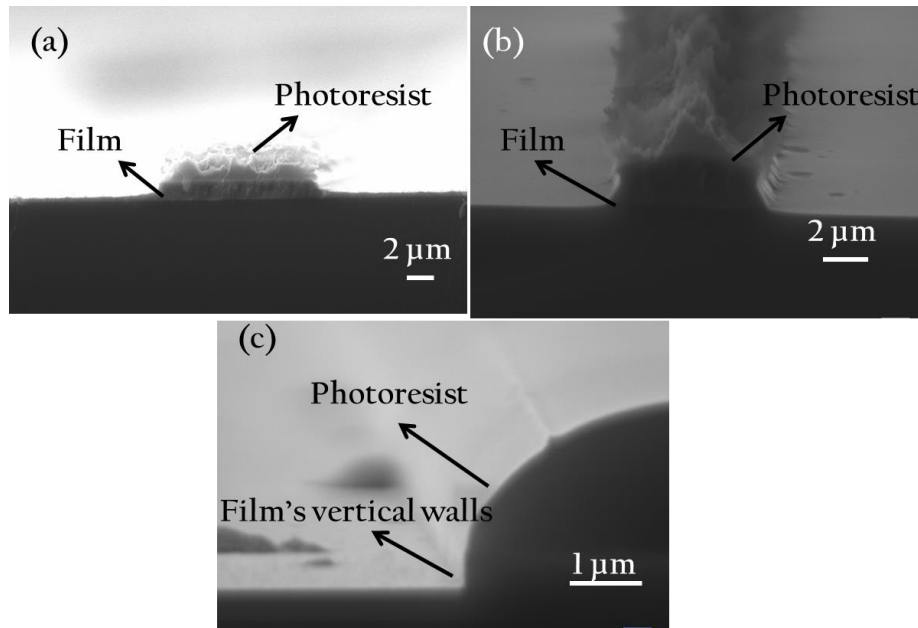 (a)
Photoresist
Film
2 µm
(b)
Photoresist
Film
2 µm
(c)
Photoresist
Film's vertical walls
1 µm